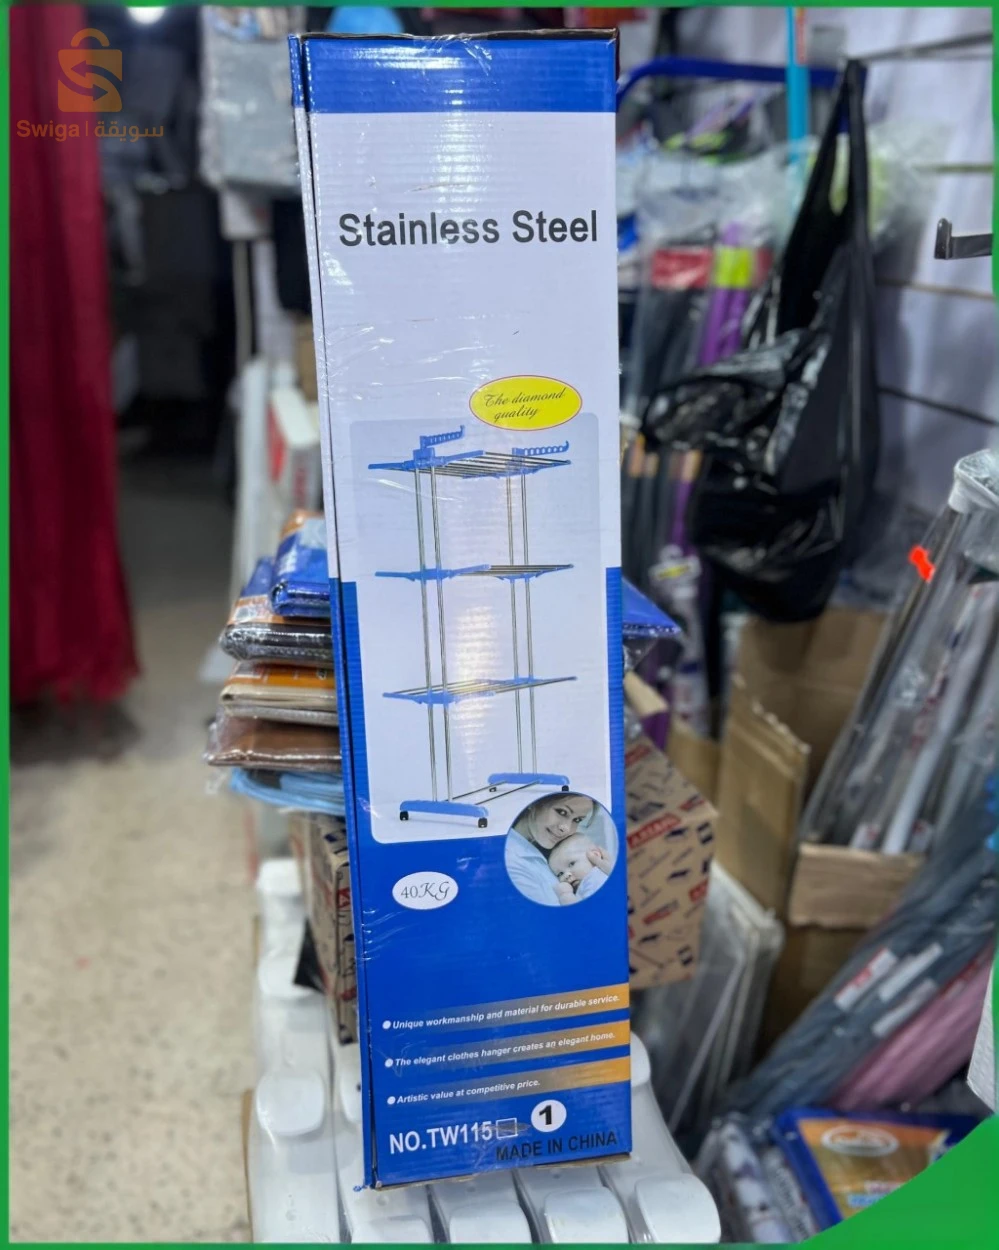 Swiga | سويقة
Stainless Steel
The diamond
quality
40KG
Unique workmanship and material for durable service.
The elegant clothes hanger creates an elegant home.
Artistic value at competitive price.
1
NO.TW115
MADE IN CHINA